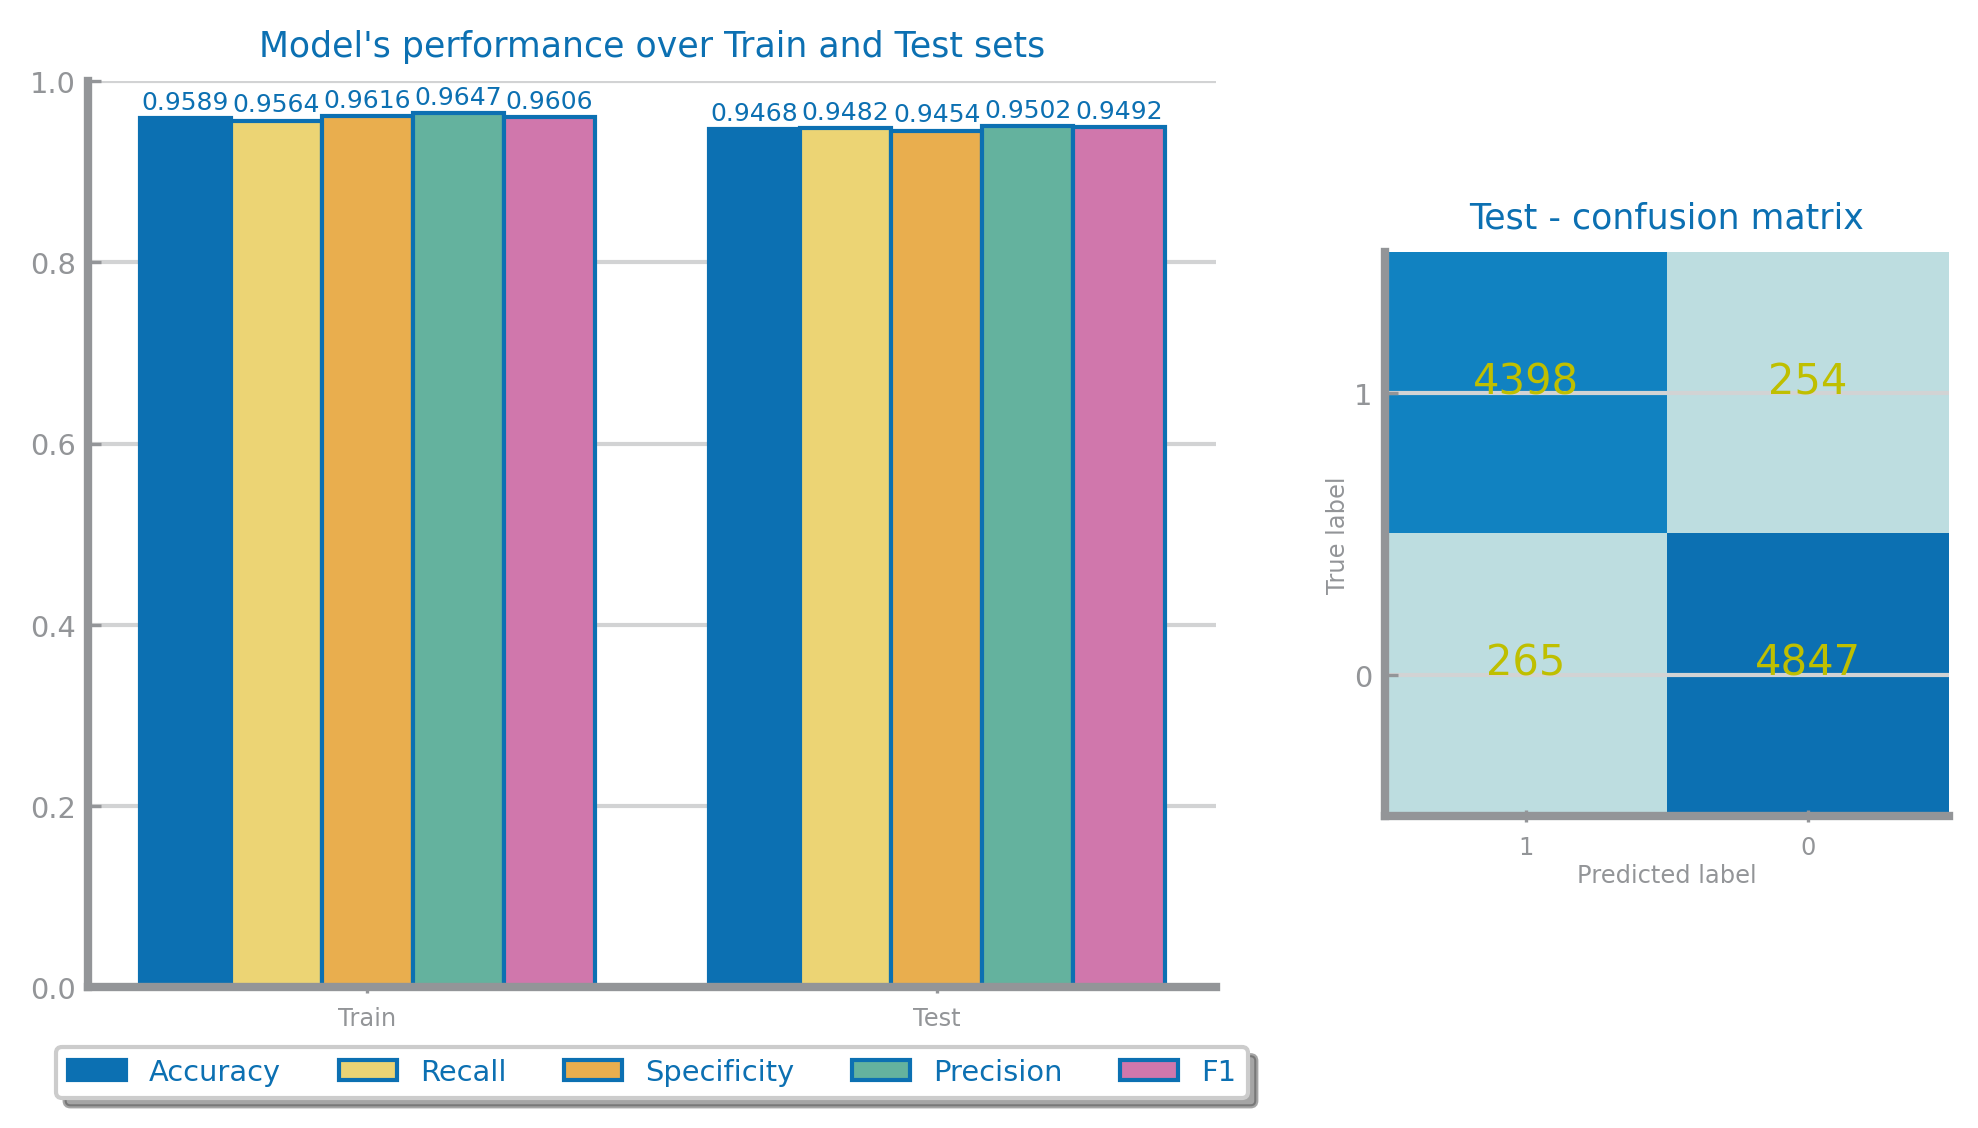 Model's performance over Train and Test sets
1.0
0.8
0.6
0.4
0.2
0.0
0.9589 0.9564 0.9616 0.9647 0.9606
0.9468 0.9482 0.9454 0.9502 0.9492
Train Test
Accuracy Recall Specificity Precision F1
Test - confusion matrix
True label
1 4398 254
0 265 4847
1 0
Predicted label